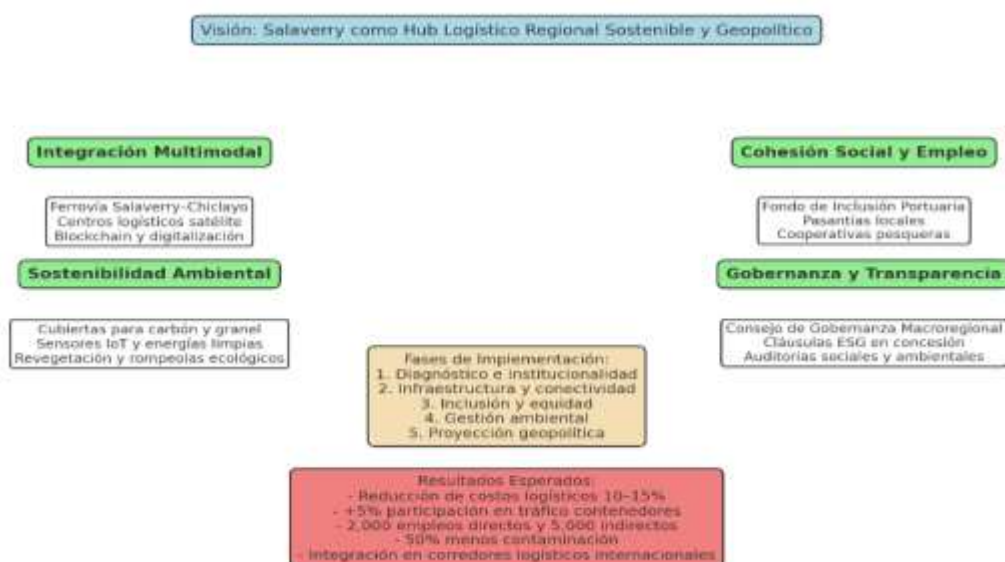 Visión: Salaverry como Hub Logístico Regional Sostenible y Geopolítico
Integración Multimodal
Ferrovía Salaverry-Chiclayo
Centros logísticos satélite
Blockchain y digitalización
Sostenibilidad Ambiental
Cubiertas para carbón y granel
Sensores IoT y energías limpias
Revegetación y rompeolas ecológicos
Cohesión Social y Empleo
Fondo de Inclusión Portuaria
Pasantías locales
Cooperativas pesqueras
Gobernanza y Transparencia
Consejo de Gobernanza Macroregional
Cláusulas ESG en concesión
Auditorías sociales y ambientales
Fases de Implementación:
1. Diagnóstico e institucionalidad
2. Infraestructura y conectividad
3. Inclusión y equidad
4. Gestión ambiental
5. Proyección geopolítica
Resultados Esperados:
- Reducción de costos logísticos 10–15%
- +5% participación en tráfico contenedores
- 2,000 empleos directos y 5,000 indirectos
- 50% menos contaminación
- Integración en corredores logísticos internacionales